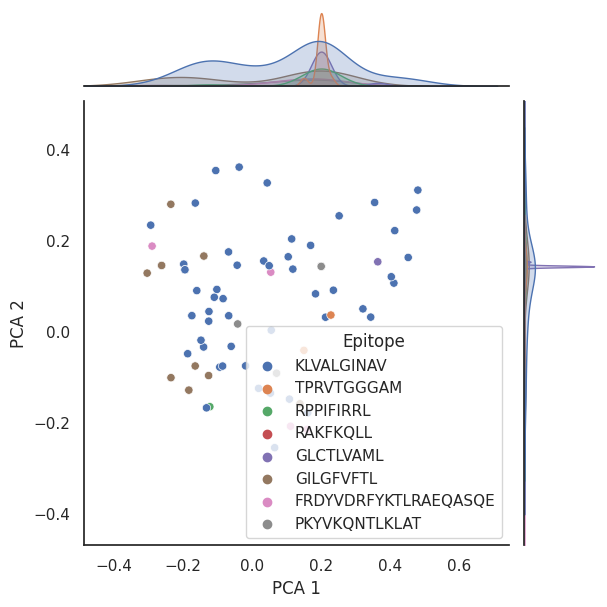 0.4
0.2
0.0
−0.2
−0.4
PCA 2
Epitope
KLVALGINAV
TPRVTGGGAM
RPPIFIRRL
RAKFKQLL
GLCTLVAML
GILGFVFTL
FRDYVDRFYKTLRAEQASQE
PKYVKQNTLKLAT
−0.4
−0.2
0.0
0.2
0.4
0.6
PCA 1